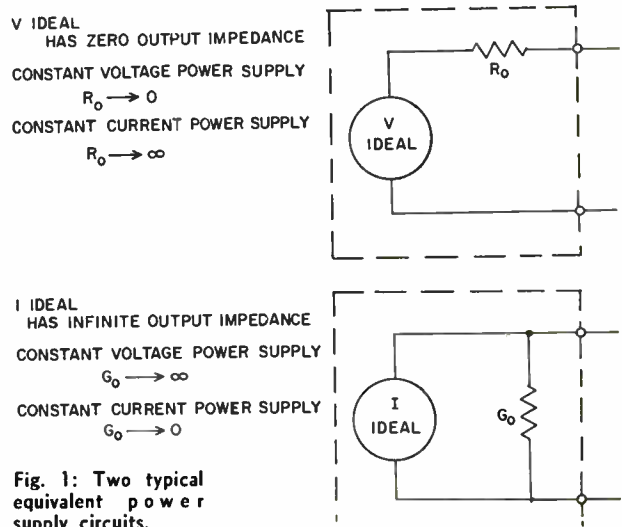 V IDEAL
HAS ZERO OUTPUT IMPEDANCE
CONSTANT VOLTAGE POWER SUPPLY
R₀ → 0
CONSTANT CURRENT POWER SUPPLY
R₀ → ∞
R₀
V
IDEAL
I IDEAL
HAS INFINITE OUTPUT IMPEDANCE
CONSTANT VOLTAGE POWER SUPPLY
G₀ → ∞
CONSTANT CURRENT POWER SUPPLY
G₀ → 0
I
IDEAL
G₀
Fig. 1: Two typical
equivalent power
supply circuits.